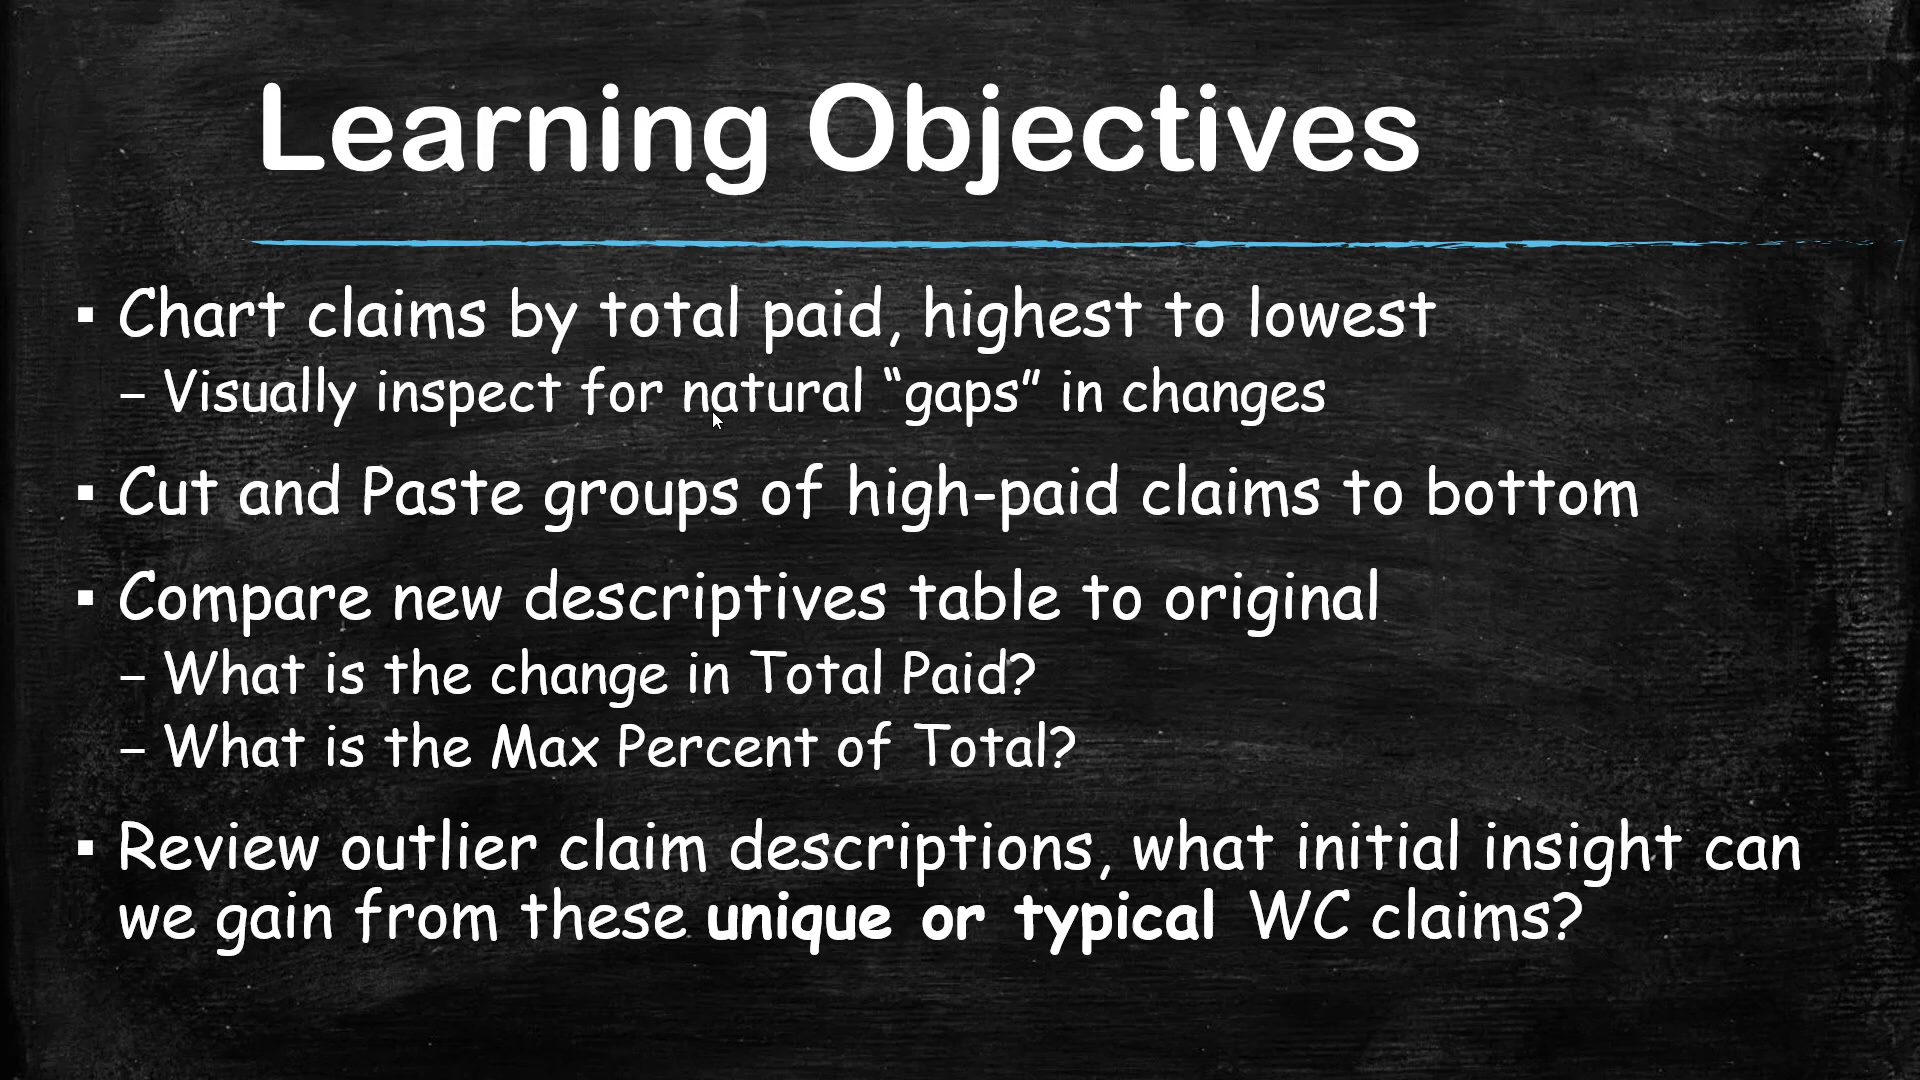 Learning Objectives
▪ Chart claims by total paid, highest to lowest
– Visually inspect for natural “gaps” in changes
▪ Cut and Paste groups of high-paid claims to bottom
▪ Compare new descriptives table to original
– What is the change in Total Paid?
– What is the Max Percent of Total?
▪ Review outlier claim descriptions, what initial insight can
we gain from these unique or typical WC claims?